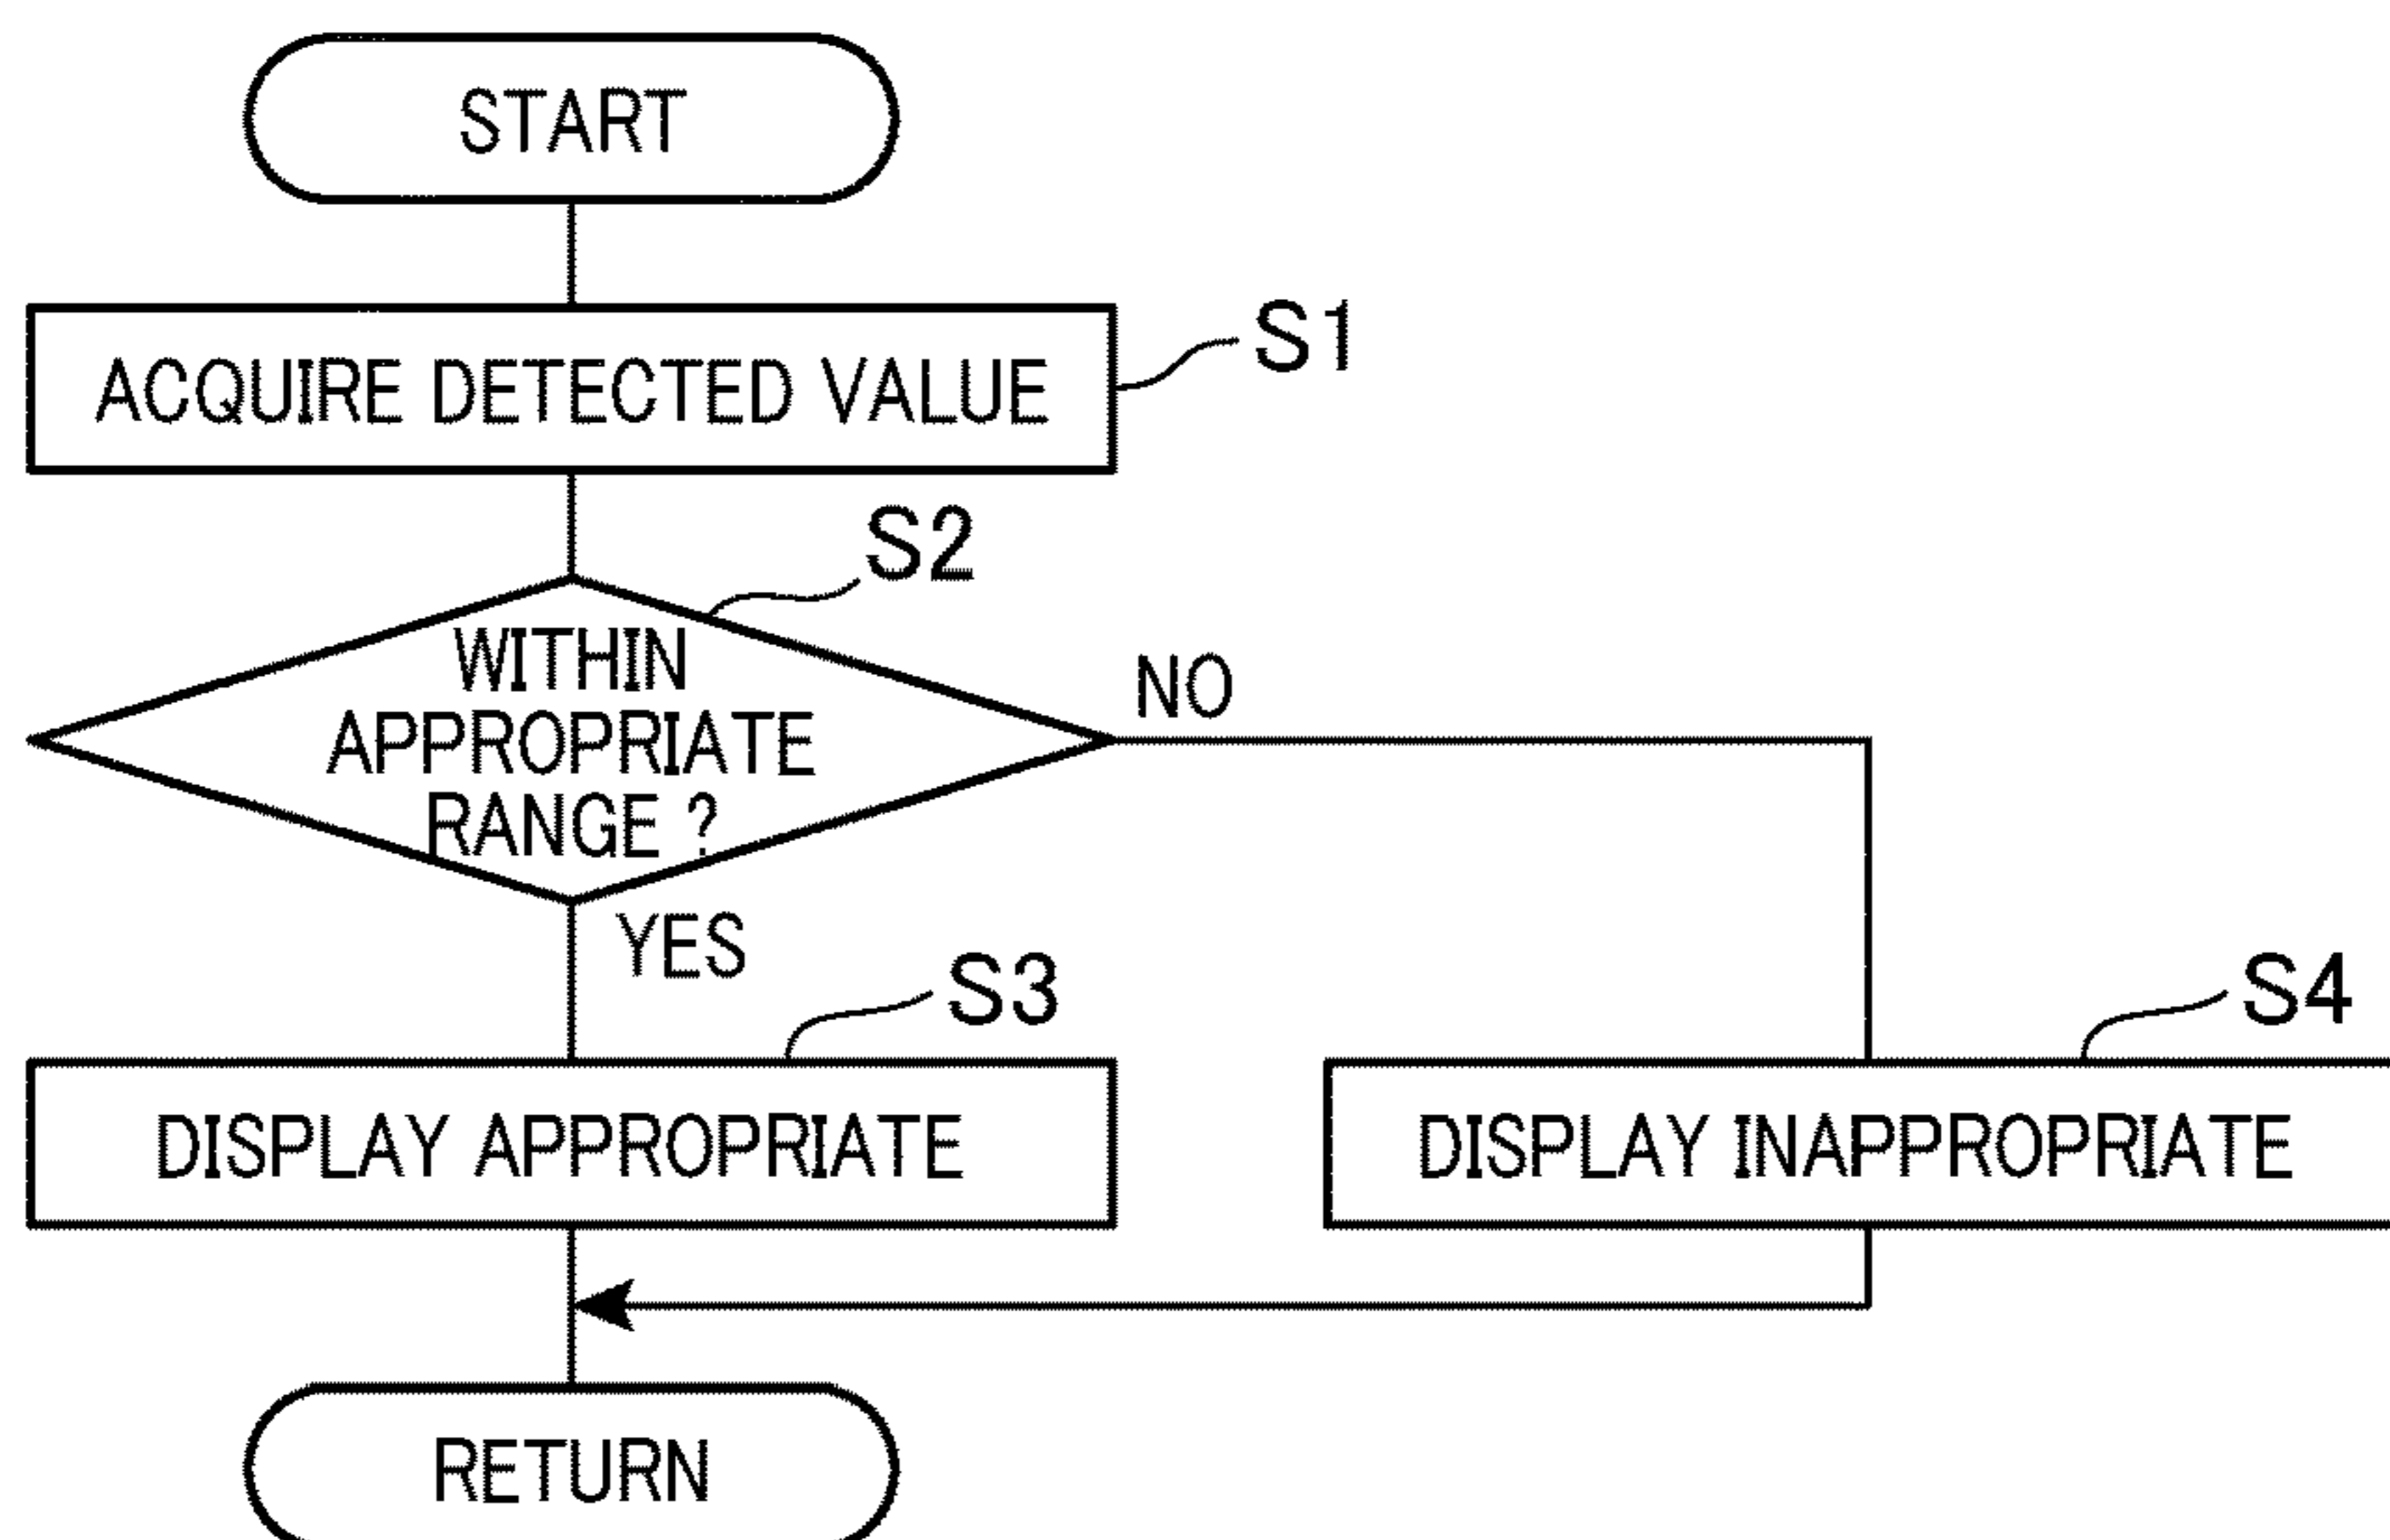 START
ACQUIRE DETECTED VALUE
S1
S2
WITHIN
APPROPRIATE
RANGE ?
NO
YES
S3
DISPLAY APPROPRIATE
S4
DISPLAY INAPPROPRIATE
RETURN